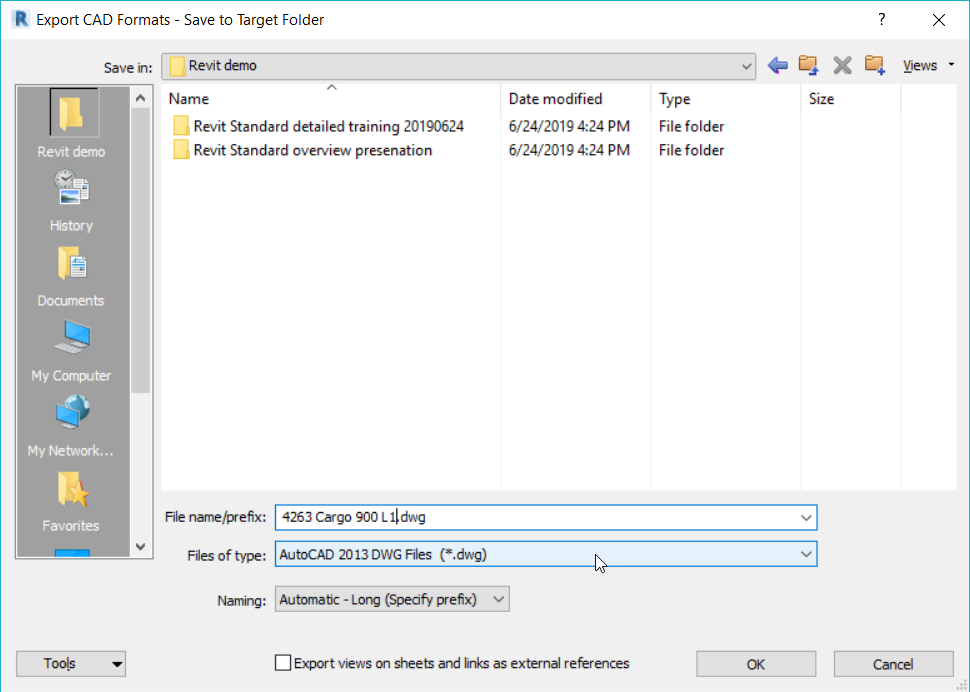 R Export CAD Formats - Save to Target Folder ?
Save in: Revit demo Views
Name Date modified Type Size
Revit Standard detailed training 20190624 6/24/2019 4:24 PM File folder
Revit Standard overview presenation 6/24/2019 4:24 PM File folder
Revit demo
History
Documents
My Computer
My Network...
Favorites
File name/prefix: 4263 Cargo 900 L1.dwg
Files of type: AutoCAD 2013 DWG Files (*.dwg)
Naming: Automatic - Long (Specify prefix)
Tools Export views on sheets and links as external references OK Cancel